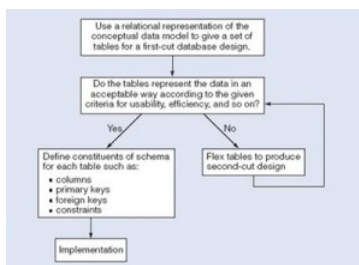 Use a relational representation of the
conceptual data model to give a set of
tables for a first-cut database design.
Do the tables represent the data in an
acceptable way according to the given
criteria for usability, efficiency, and so on?
Yes
No
Define constituents of schema
for each table such as:
• columns
• primary keys
• foreign keys
• constraints
Flex tables to produce
second-cut design
Implementation